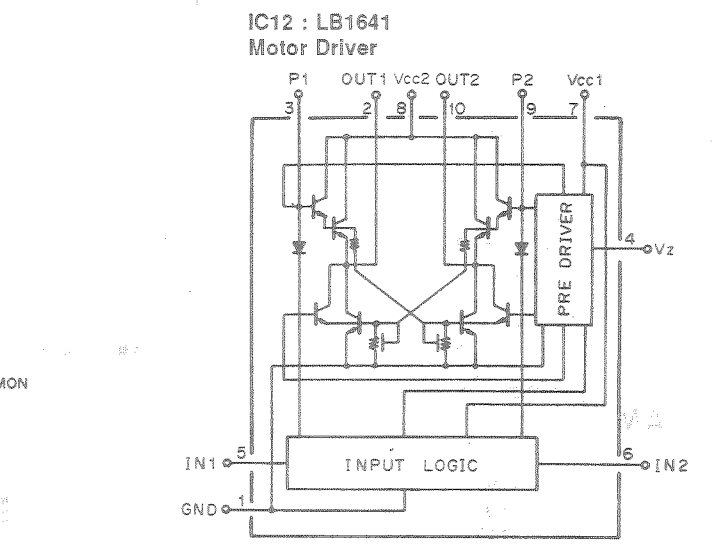 IC12 : LB1641
Motor Driver
P1 OUT1 Vcc2 OUT2 P2 Vcc1
3 2 8 10 9 7
PRE DRIVER
4 Vz
MON
IN1 5 INPUT LOGIC 6 IN2
GND 1